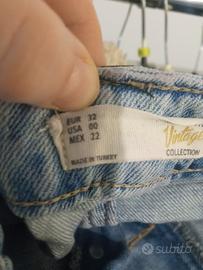 EUR 32
USA 00
MEX 22
Vintage
COLLECTION
MADE IN TURKEY
subito